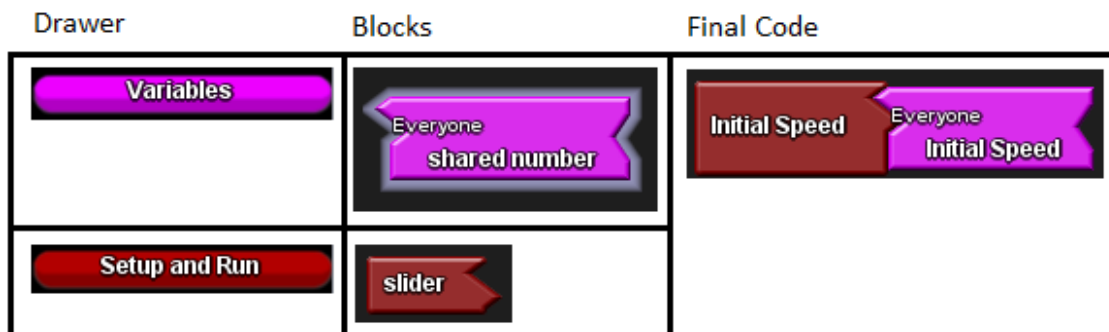 Drawer
Blocks
Final Code
Variables
Everyone
shared number
Initial Speed
Everyone
Initial Speed
Setup and Run
slider